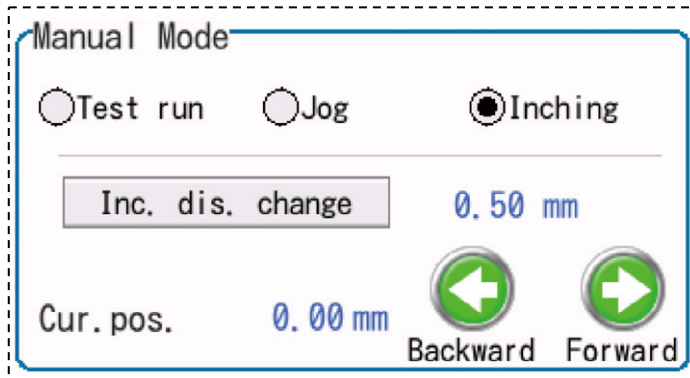 Manual Mode
Test run Jog Inching
Inc. dis. change 0.50 mm
Cur.pos. 0.00 mm
Backward Forward